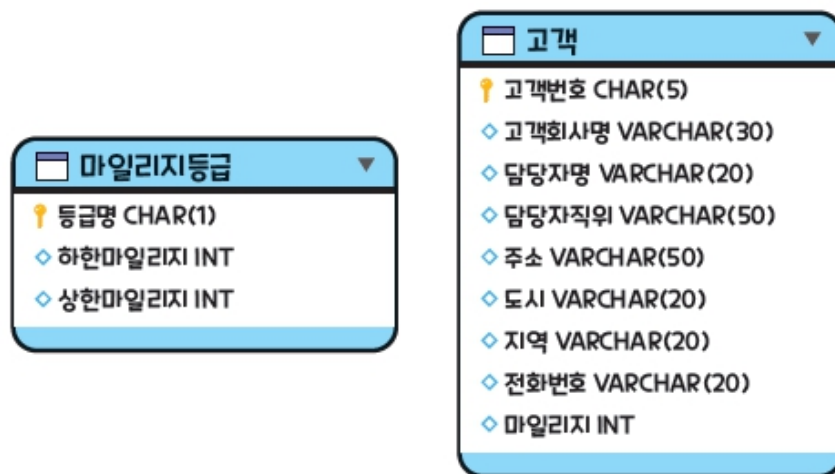 마일리지등급
등급명 CHAR(1)
하한마일리지 INT
상한마일리지 INT
고객
고객번호 CHAR(5)
고객회사명 VARCHAR(30)
담당자명 VARCHAR(20)
담당자직위 VARCHAR(50)
주소 VARCHAR(50)
도시 VARCHAR(20)
지역 VARCHAR(20)
전화번호 VARCHAR(20)
마일리지 INT